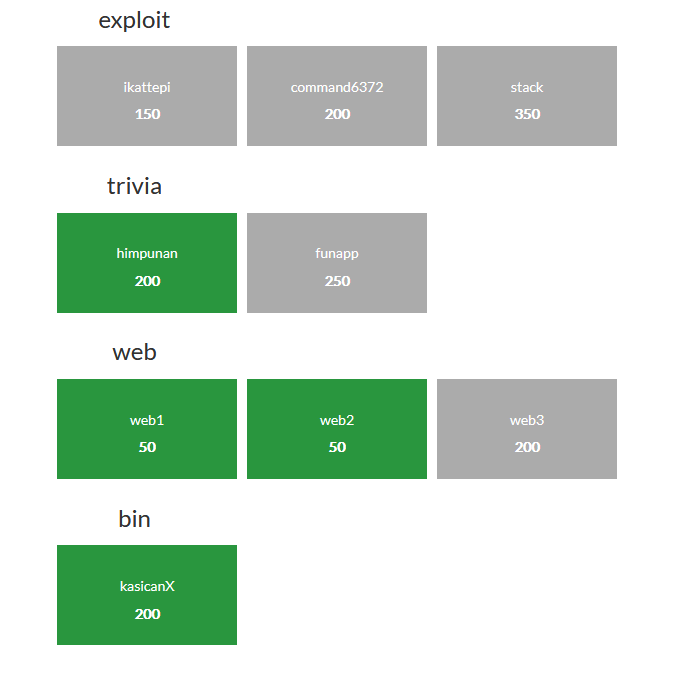 exploit
ikattepi command6372 stack
150 200 350
trivia
himpunan funapp
200 250
web
web1 web2 web3
50 50 200
bin
kasicanX
200